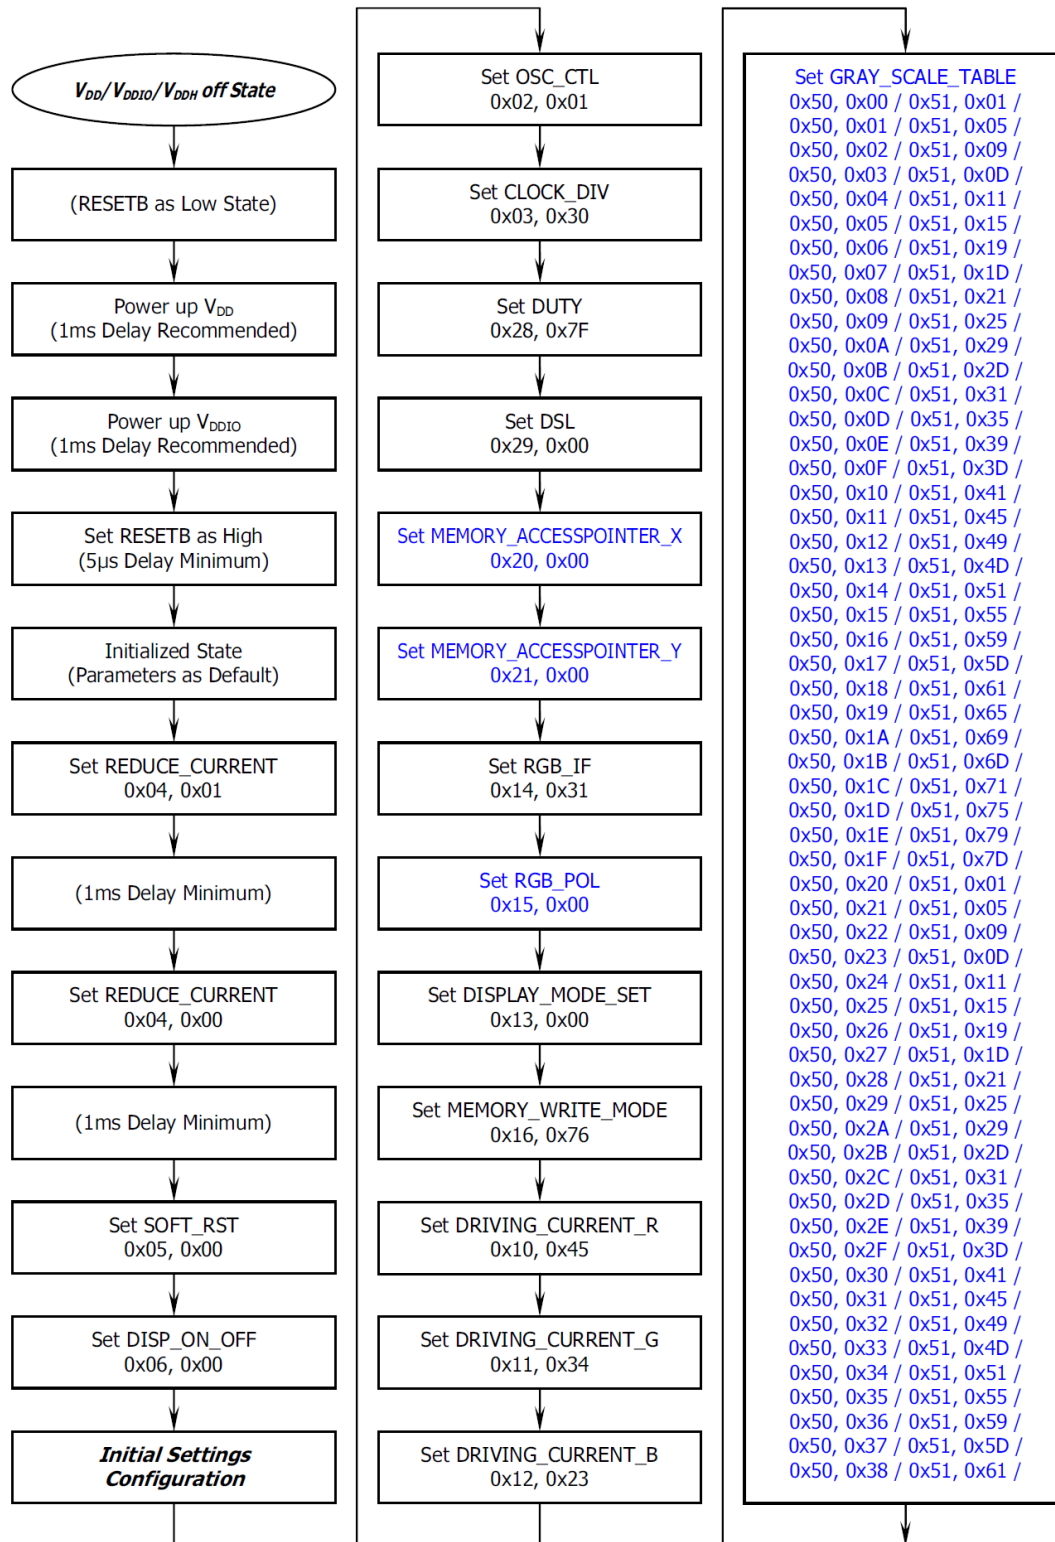 VDD/VDDIO/VDDH off State
(RESETB as Low State)
Power up VDD
(1ms Delay Recommended)
Power up VDDIO
(1ms Delay Recommended)
Set RESETB as High
(5µs Delay Minimum)
Initialized State
(Parameters as Default)
Set REDUCE_CURRENT
0x04, 0x01
(1ms Delay Minimum)
Set REDUCE_CURRENT
0x04, 0x00
(1ms Delay Minimum)
Set SOFT_RST
0x05, 0x00
Set DISP_ON_OFF
0x06, 0x00
Initial Settings
Configuration
Set OSC_CTL
0x02, 0x01
Set CLOCK_DIV
0x03, 0x30
Set DUTY
0x28, 0x7F
Set DSL
0x29, 0x00
Set MEMORY_ACCESSPOINTER_X
0x20, 0x00
Set MEMORY_ACCESSPOINTER_Y
0x21, 0x00
Set RGB_IF
0x14, 0x31
Set RGB_POL
0x15, 0x00
Set DISPLAY_MODE_SET
0x13, 0x00
Set MEMORY_WRITE_MODE
0x16, 0x76
Set DRIVING_CURRENT_R
0x10, 0x45
Set DRIVING_CURRENT_G
0x11, 0x34
Set DRIVING_CURRENT_B
0x12, 0x23
Set GRAY_SCALE_TABLE
0x50, 0x00 / 0x51, 0x01 /
0x50, 0x01 / 0x51, 0x05 /
0x50, 0x02 / 0x51, 0x09 /
0x50, 0x03 / 0x51, 0x0D /
0x50, 0x04 / 0x51, 0x11 /
0x50, 0x05 / 0x51, 0x15 /
0x50, 0x06 / 0x51, 0x19 /
0x50, 0x07 / 0x51, 0x1D /
0x50, 0x08 / 0x51, 0x21 /
0x50, 0x09 / 0x51, 0x25 /
0x50, 0x0A / 0x51, 0x29 /
0x50, 0x0B / 0x51, 0x2D /
0x50, 0x0C / 0x51, 0x31 /
0x50, 0x0D / 0x51, 0x35 /
0x50, 0x0E / 0x51, 0x39 /
0x50, 0x0F / 0x51, 0x3D /
0x50, 0x10 / 0x51, 0x41 /
0x50, 0x11 / 0x51, 0x45 /
0x50, 0x12 / 0x51, 0x49 /
0x50, 0x13 / 0x51, 0x4D /
0x50, 0x14 / 0x51, 0x51 /
0x50, 0x15 / 0x51, 0x55 /
0x50, 0x16 / 0x51, 0x59 /
0x50, 0x17 / 0x51, 0x5D /
0x50, 0x18 / 0x51, 0x61 /
0x50, 0x19 / 0x51, 0x65 /
0x50, 0x1A / 0x51, 0x69 /
0x50, 0x1B / 0x51, 0x6D /
0x50, 0x1C / 0x51, 0x71 /
0x50, 0x1D / 0x51, 0x75 /
0x50, 0x1E / 0x51, 0x79 /
0x50, 0x1F / 0x51, 0x7D /
0x50, 0x20 / 0x51, 0x01 /
0x50, 0x21 / 0x51, 0x05 /
0x50, 0x22 / 0x51, 0x09 /
0x50, 0x23 / 0x51, 0x0D /
0x50, 0x24 / 0x51, 0x11 /
0x50, 0x25 / 0x51, 0x15 /
0x50, 0x26 / 0x51, 0x19 /
0x50, 0x27 / 0x51, 0x1D /
0x50, 0x28 / 0x51, 0x21 /
0x50, 0x29 / 0x51, 0x25 /
0x50, 0x2A / 0x51, 0x29 /
0x50, 0x2B / 0x51, 0x2D /
0x50, 0x2C / 0x51, 0x31 /
0x50, 0x2D / 0x51, 0x35 /
0x50, 0x2E / 0x51, 0x39 /
0x50, 0x2F / 0x51, 0x3D /
0x50, 0x30 / 0x51, 0x41 /
0x50, 0x31 / 0x51, 0x45 /
0x50, 0x32 / 0x51, 0x49 /
0x50, 0x33 / 0x51, 0x4D /
0x50, 0x34 / 0x51, 0x51 /
0x50, 0x35 / 0x51, 0x55 /
0x50, 0x36 / 0x51, 0x59 /
0x50, 0x37 / 0x51, 0x5D /
0x50, 0x38 / 0x51, 0x61 /